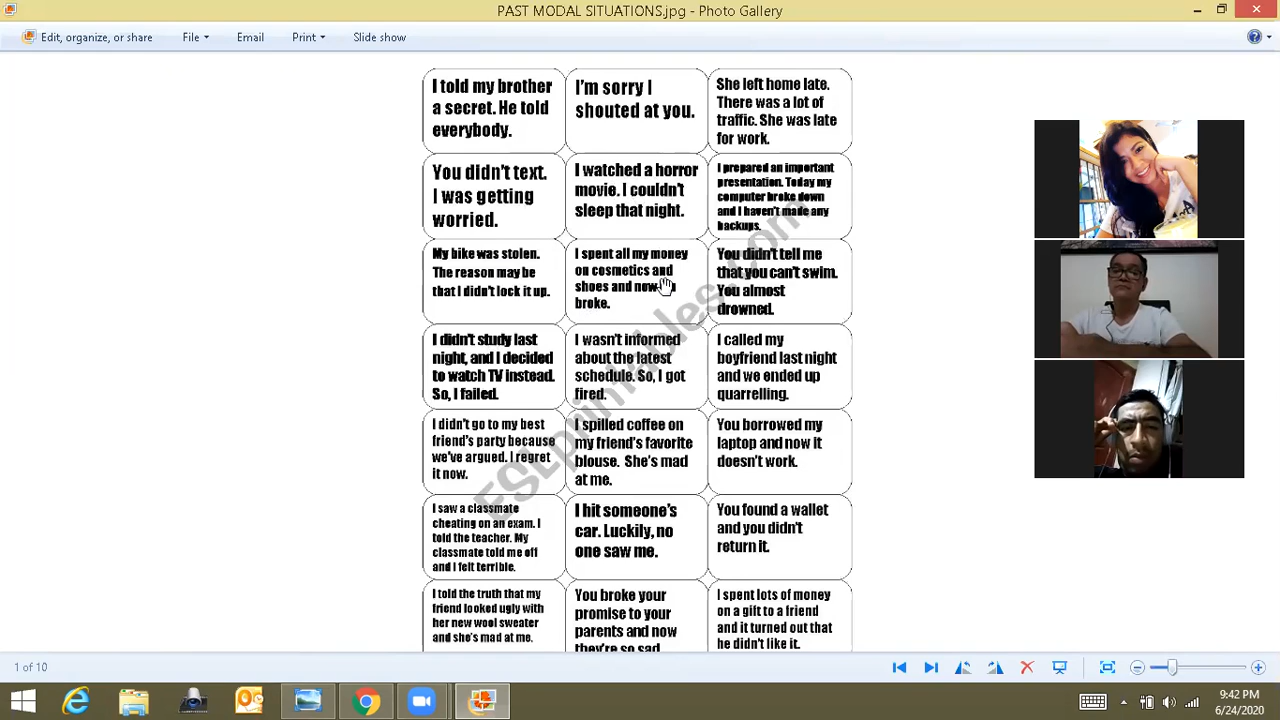 PAST MODAL SITUATIONS.jpg - Photo Gallery
Edit, organize, or share
File
Email
Print
Slide show
I told my brother
a secret. He told
everybody.
I'm sorry I
shouted at you.
She left home late.
There was a lot of
traffic. She was late
for work.
You didn't text.
I was getting
worried.
I watched a horror
movie. I couldn't
sleep that night.
I prepared an important
presentation. Today my
computer broke down
and I haven't made any
backups.
My bike was stolen.
The reason may be
that I didn't lock it up.
I spent all my money
on cosmetics and
shoes and now
broke.
You didn't tell me
that you can't swim.
You almost
drowned.
I didn't study last
night, and I decided
to watch TV instead.
So, I failed.
I wasn't informed
about the latest
schedule. So, I got
fired.
I called my
boyfriend last night
and we ended up
quarrelling.
I didn't go to my best
friend's party because
we've argued. I regret
it now.
I spilled coffee on
my friend's favorite
blouse. She's mad
at me.
You borrowed my
laptop and now it
doesn't work.
I saw a classmate
cheating on an exam. I
told the teacher. My
classmate told me off
and I felt terrible.
I hit someone's
car. Luckily, no
one saw me.
You found a wallet
and you didn't
return it.
I told the truth that my
friend looked ugly with
her new wool sweater
and she's mad at me.
You broke your
promise to your
parents and now
they're so sad
I spent lots of money
on a gift to a friend
and it turned out that
he didn't like it.
ESLprintables.com
1 of 10
9:42 PM
6/24/2020